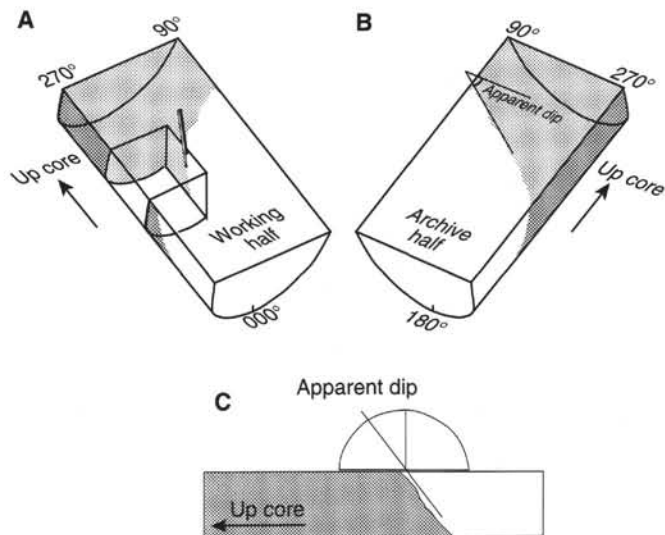 A
90°
270°
Up core
Working
half
000°
B
90°
270°
Apparent dip
Up core
Archive
half
180°
C
Apparent dip
Up core